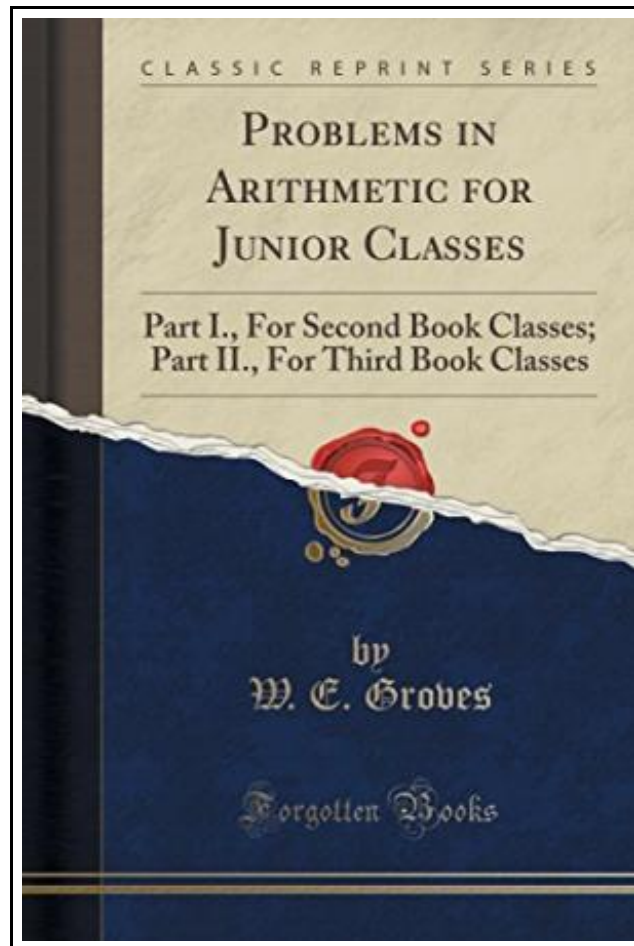 CLASSIC REPRINT SERIES
PROBLEMS IN
ARITHMETIC FOR
JUNIOR CLASSES
Part I., For Second Book Classes;
Part II., For Third Book Classes
by
W. E. Groves
Forgotten Books